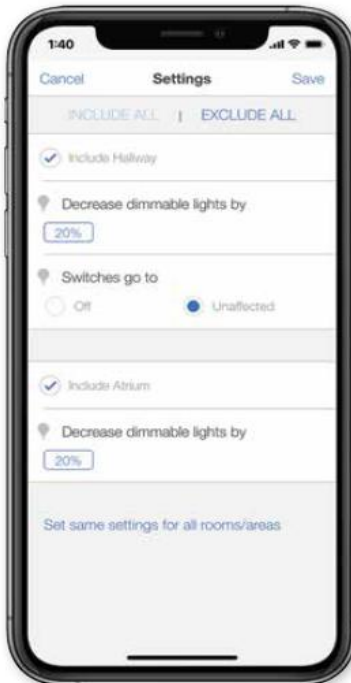 1:40
Cancel Settings Save
INCLUDE ALL | EXCLUDE ALL
Include Hallway
Decrease dimmable lights by
20%
Switches go to
Off Unaffected
Include Atrium
Decrease dimmable lights by
20%
Set same settings for all rooms/areas